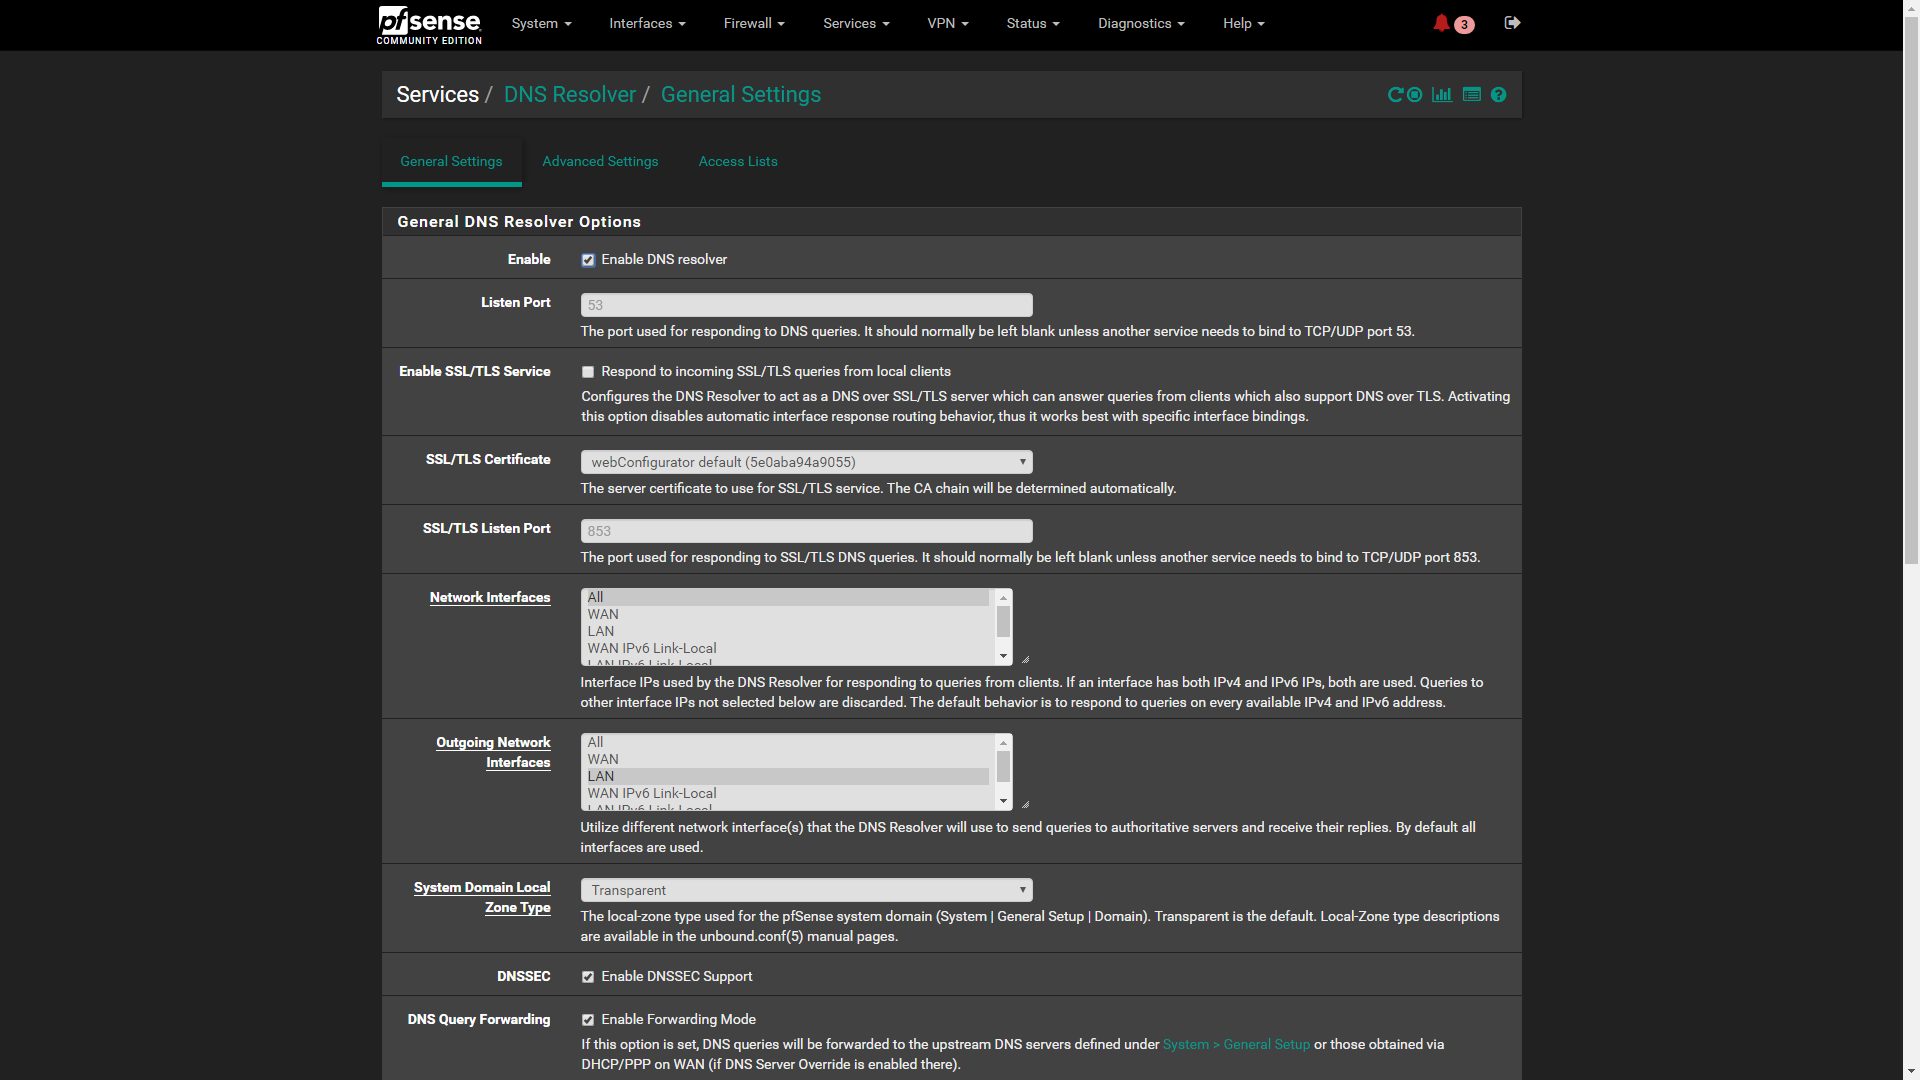 pfsense
COMMUNITY EDITION
System
Interfaces
Firewall
Services
VPN
Status
Diagnostics
Help
3
Services / DNS Resolver / General Settings
General Settings
Advanced Settings
Access Lists
General DNS Resolver Options
Enable
Enable DNS resolver
Listen Port
53
The port used for responding to DNS queries. It should normally be left blank unless another service needs to bind to TCP/UDP port 53.
Enable SSL/TLS Service
Respond to incoming SSL/TLS queries from local clients
Configures the DNS Resolver to act as a DNS over SSL/TLS server which can answer queries from clients which also support DNS over TLS. Activating
this option disables automatic interface response routing behavior, thus it works best with specific interface bindings.
SSL/TLS Certificate
webConfigurator default (5e0aba94a9055)
The server certificate to use for SSL/TLS service. The CA chain will be determined automatically.
SSL/TLS Listen Port
853
The port used for responding to SSL/TLS DNS queries. It should normally be left blank unless another service needs to bind to TCP/UDP port 853.
Network Interfaces
All
WAN
LAN
WAN IPv6 Link-Local
LAN IPv6 Link-Local
Interface IPs used by the DNS Resolver for responding to queries from clients. If an interface has both IPv4 and IPv6 IPs, both are used. Queries to
other interface IPs not selected below are discarded. The default behavior is to respond to queries on every available IPv4 and IPv6 address.
Outgoing Network
Interfaces
All
WAN
LAN
WAN IPv6 Link-Local
LAN IPv6 Link-Local
Utilize different network interface(s) that the DNS Resolver will use to send queries to authoritative servers and receive their replies. By default all
interfaces are used.
System Domain Local
Zone Type
Transparent
The local-zone type used for the pfSense system domain (System | General Setup | Domain). Transparent is the default. Local-Zone type descriptions
are available in the unbound.conf(5) manual pages.
DNSSEC
Enable DNSSEC Support
DNS Query Forwarding
Enable Forwarding Mode
If this option is set, DNS queries will be forwarded to the upstream DNS servers defined under System > General Setup or those obtained via
DHCP/PPP on WAN (if DNS Server Override is enabled there).